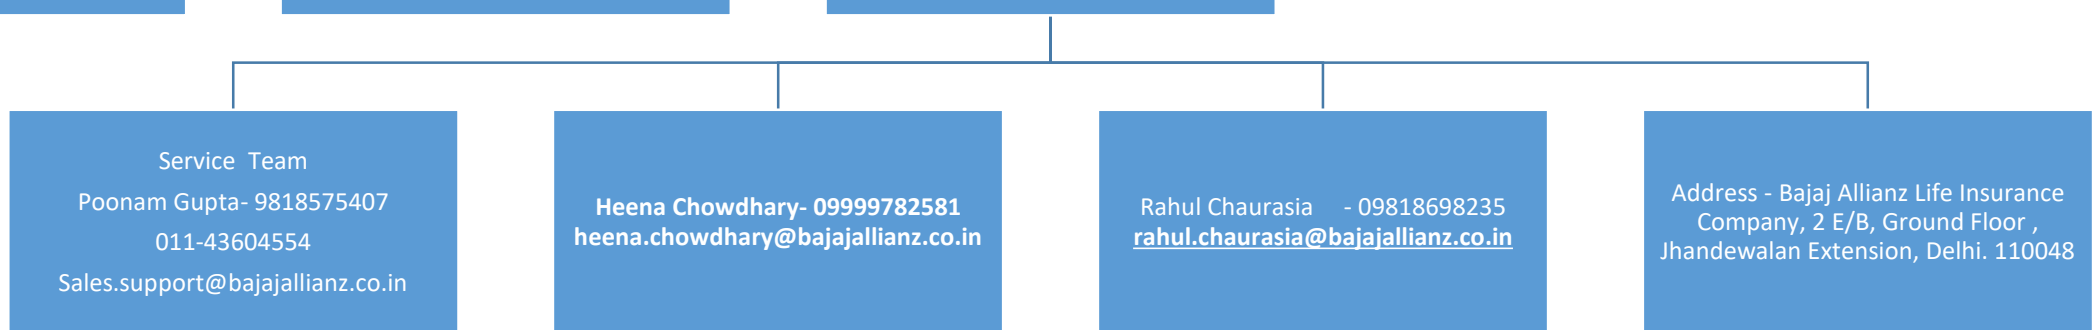 Service  Team
Poonam Gupta- 9818575407
011-43604554
Sales.support@bajajallianz.co.in
Heena Chowdhary- 09999782581
heena.chowdhary@bajajallianz.co.in
Rahul Chaurasia    - 09818698235
rahul.chaurasia@bajajallianz.co.in
Address - Bajaj Allianz Life Insurance
Company, 2 E/B, Ground Floor ,
Jhandewalan Extension, Delhi. 110048